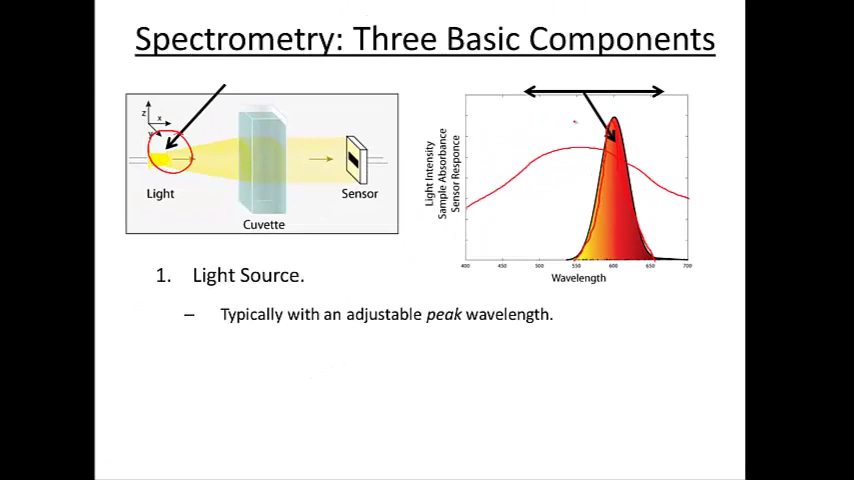 Spectrometry: Three Basic Components
z
x
y
Light
Cuvette
Sensor
Light Intensity
Sample Absorbance
Sensor Responce
400 450 500 550 600 650 700
Wavelength
1. Light Source.
– Typically with an adjustable peak wavelength.